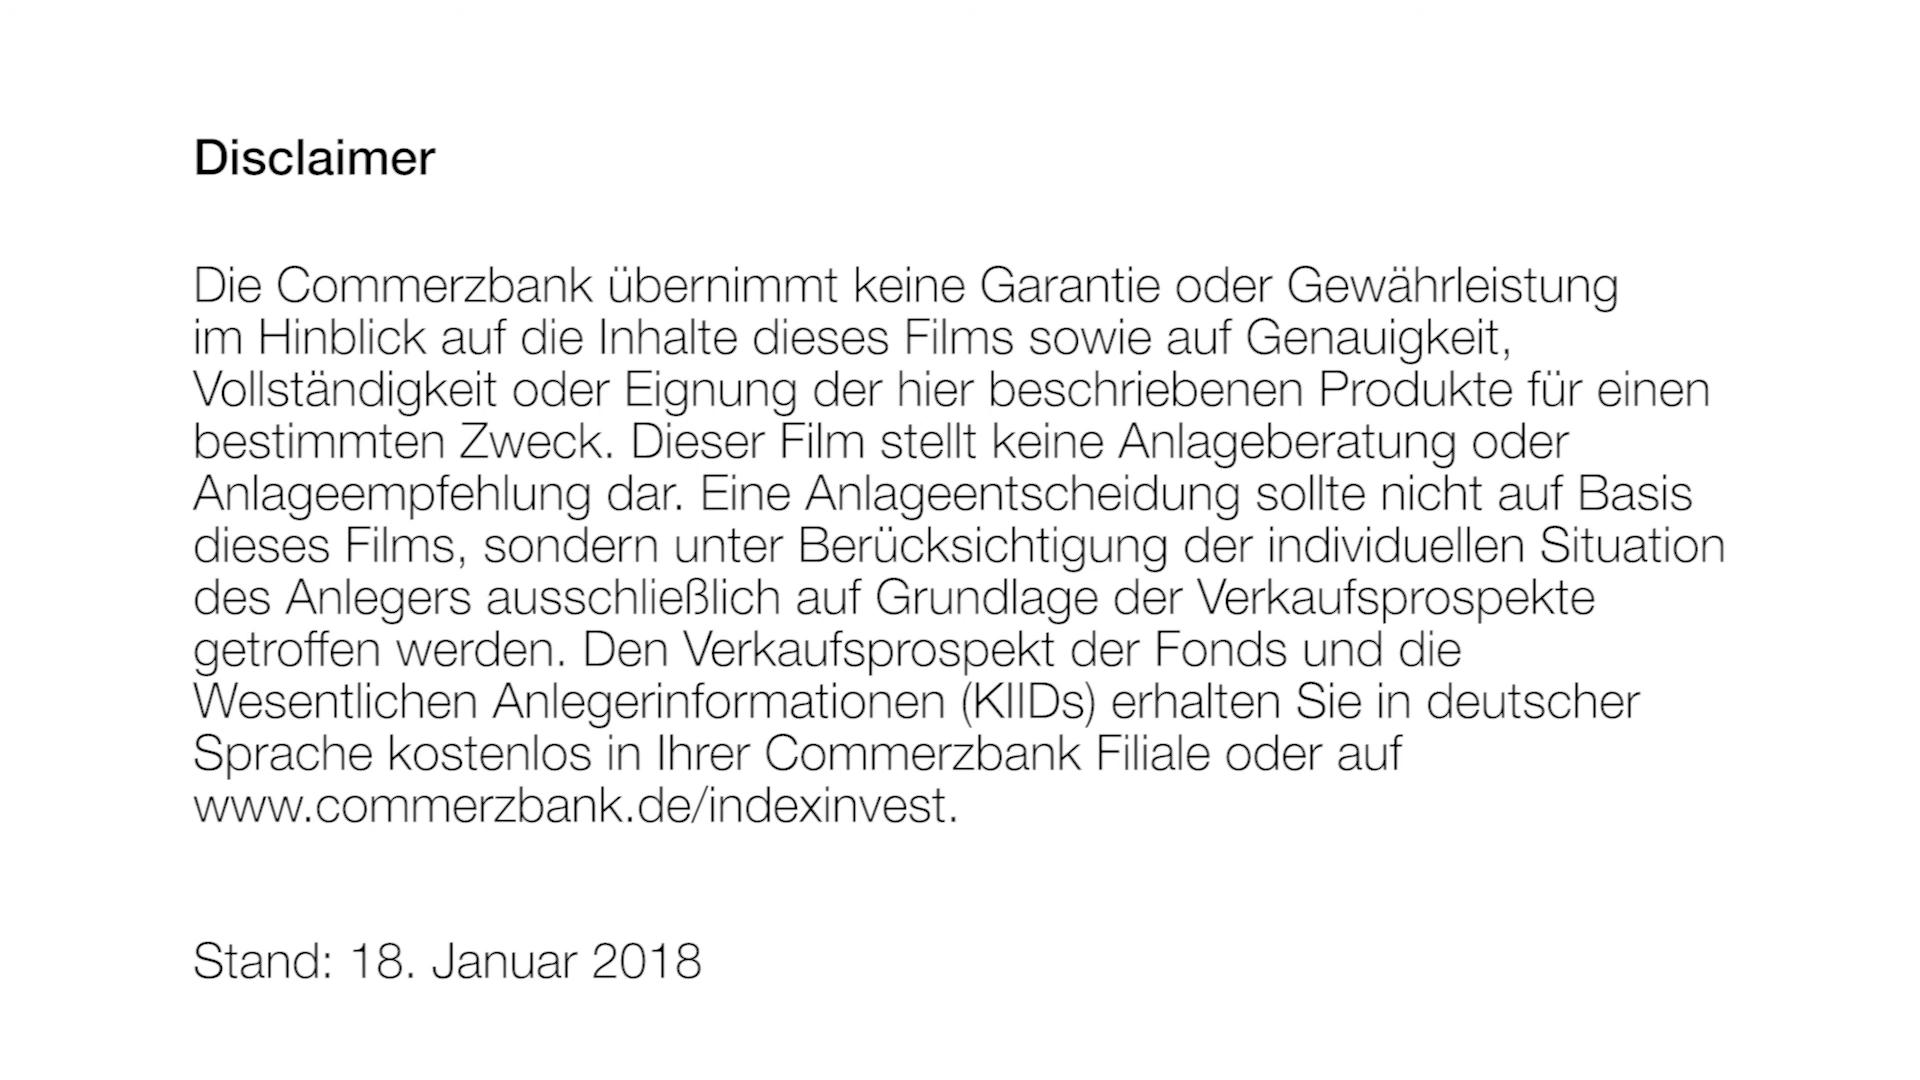 Disclaimer
Die Commerzbank übernimmt keine Garantie oder Gewährleistung
im Hinblick auf die Inhalte dieses Films sowie auf Genauigkeit,
Vollständigkeit oder Eignung der hier beschriebenen Produkte für einen
bestimmten Zweck. Dieser Film stellt keine Anlageberatung oder
Anlageempfehlung dar. Eine Anlageentscheidung sollte nicht auf Basis
dieses Films, sondern unter Berücksichtigung der individuellen Situation
des Anlegers ausschließlich auf Grundlage der Verkaufsprospekte
getroffen werden. Den Verkaufsprospekt der Fonds und die
Wesentlichen Anlegerinformationen (KIIDs) erhalten Sie in deutscher
Sprache kostenlos in Ihrer Commerzbank Filiale oder auf
www.commerzbank.de/indexinvest.
Stand: 18. Januar 2018